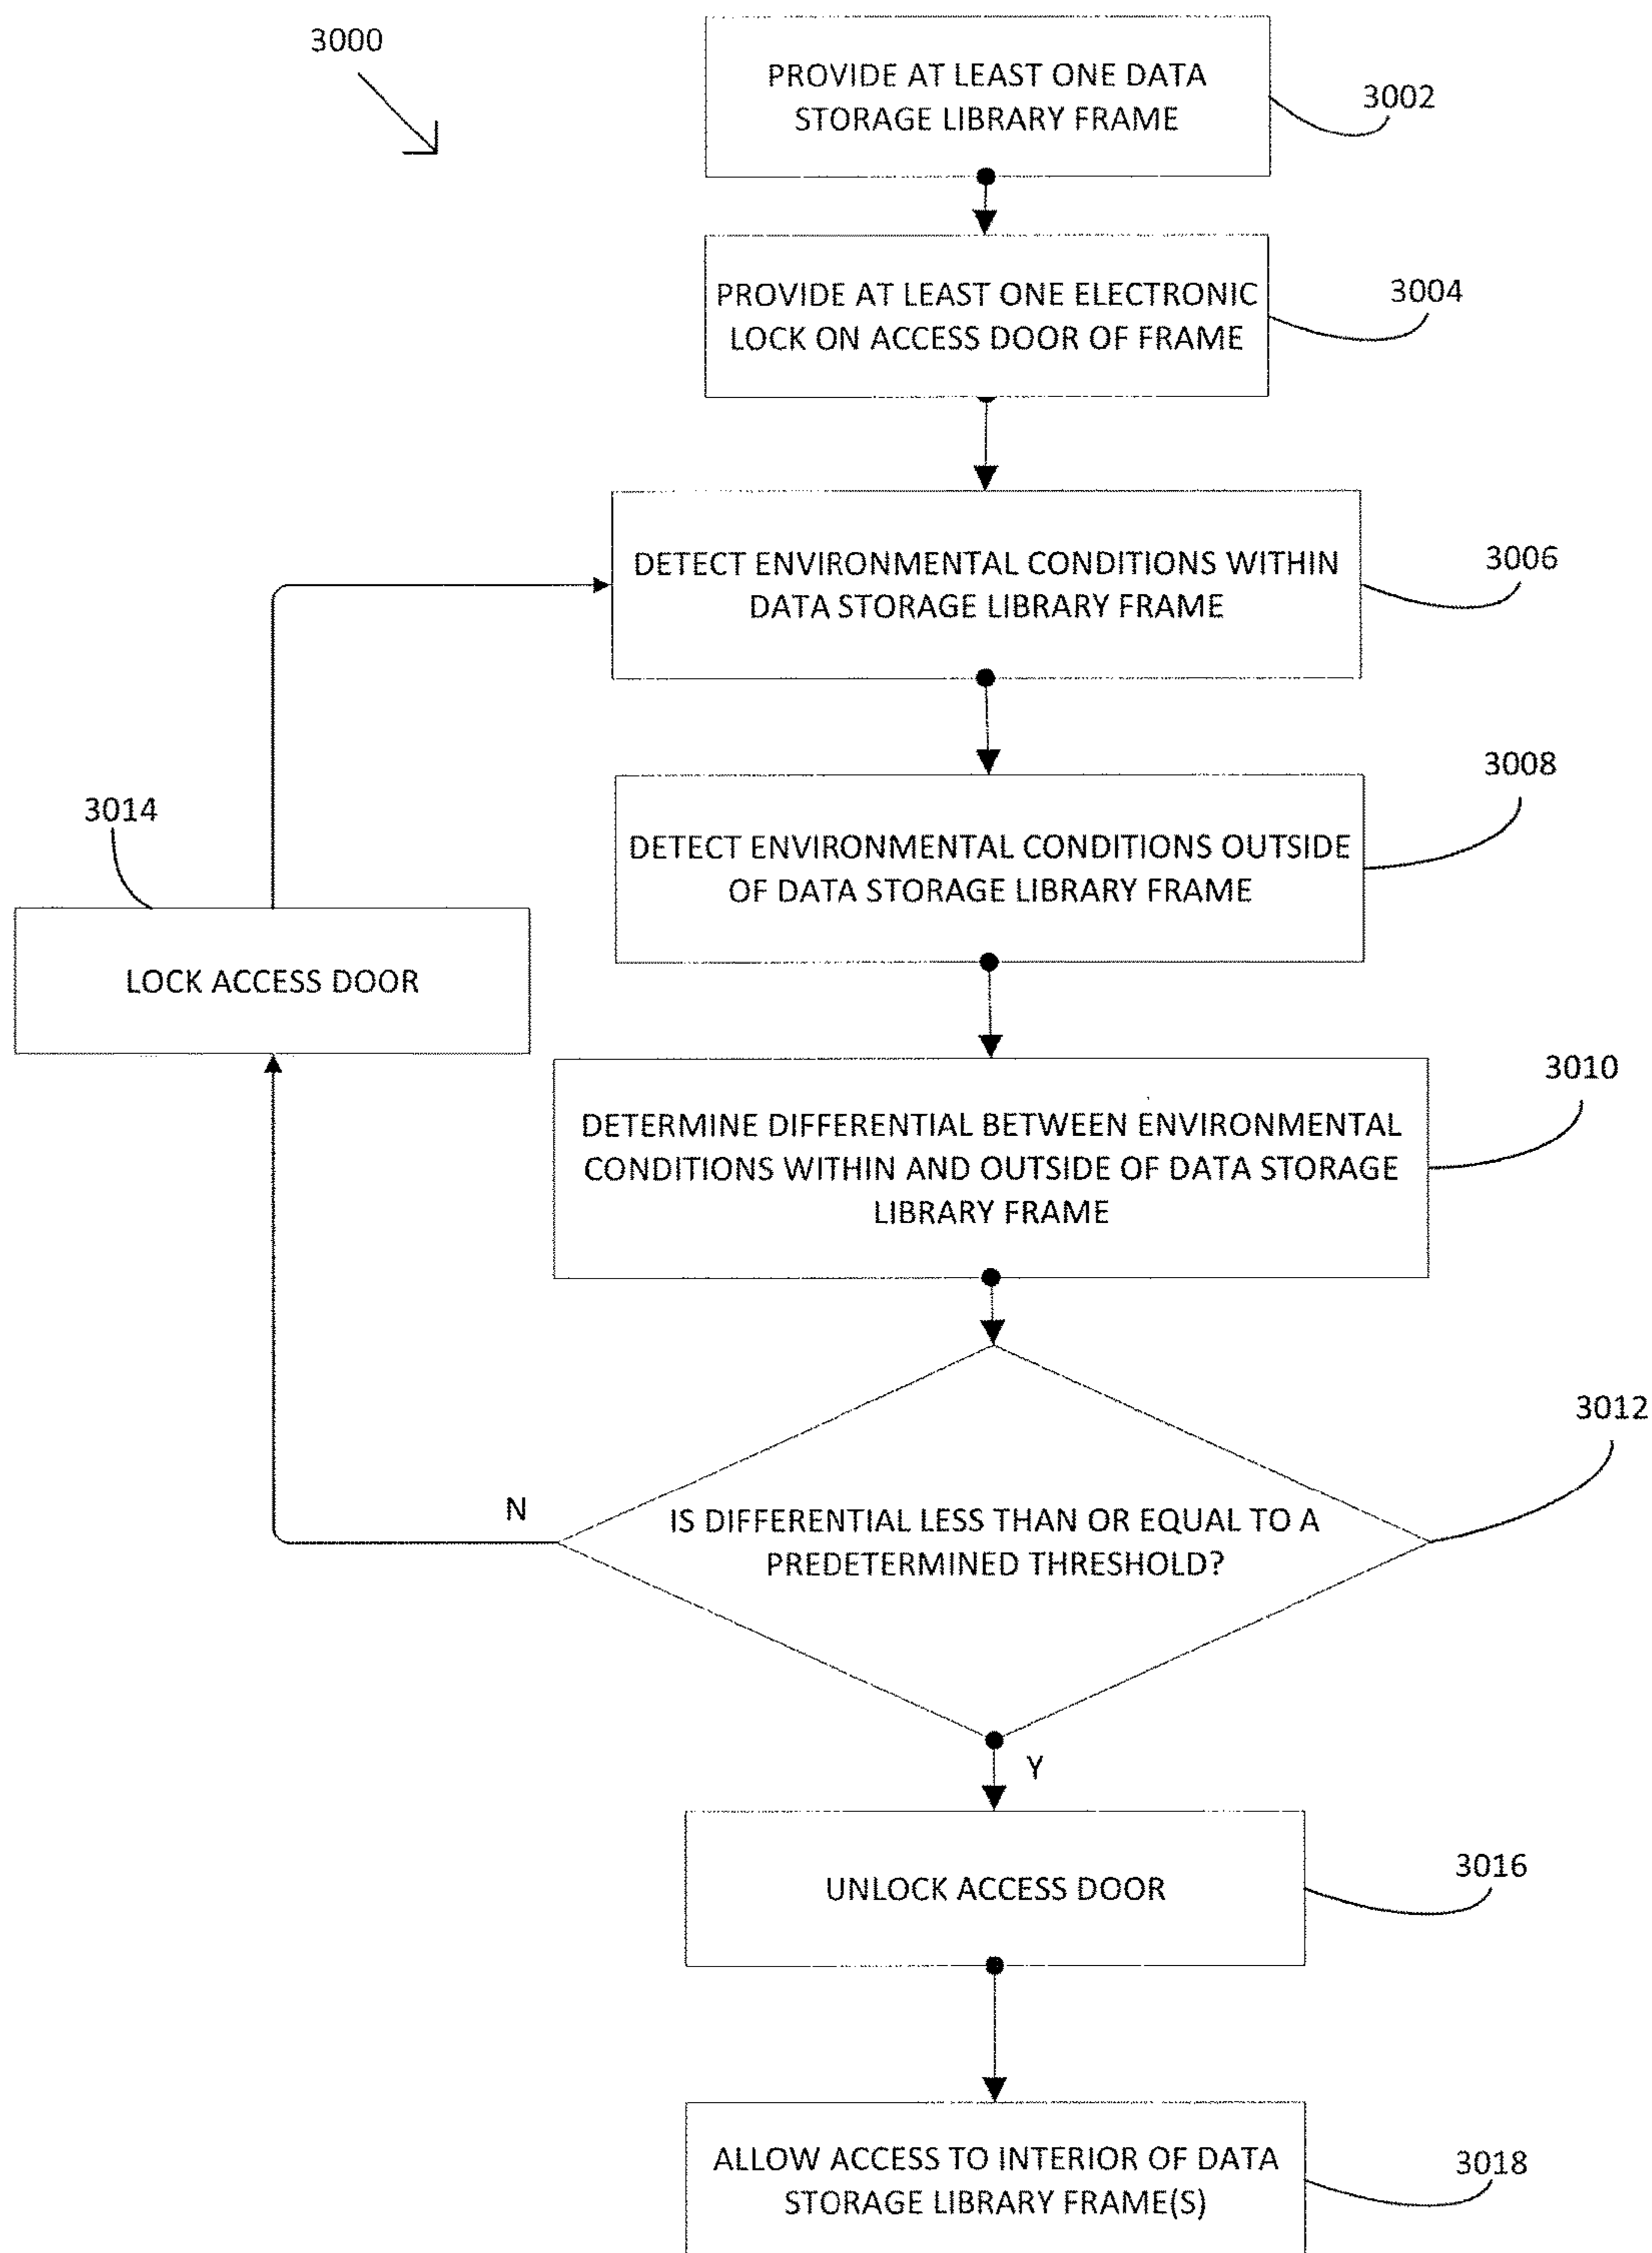 3000
PROVIDE AT LEAST ONE DATA
STORAGE LIBRARY FRAME
3002
PROVIDE AT LEAST ONE ELECTRONIC
LOCK ON ACCESS DOOR OF FRAME
3004
DETECT ENVIRONMENTAL CONDITIONS WITHIN
DATA STORAGE LIBRARY FRAME
3006
DETECT ENVIRONMENTAL CONDITIONS OUTSIDE
OF DATA STORAGE LIBRARY FRAME
3008
3014
LOCK ACCESS DOOR
DETERMINE DIFFERENTIAL BETWEEN ENVIRONMENTAL
CONDITIONS WITHIN AND OUTSIDE OF DATA STORAGE
LIBRARY FRAME
3010
IS DIFFERENTIAL LESS THAN OR EQUAL TO A
PREDETERMINED THRESHOLD?
3012
N
Y
UNLOCK ACCESS DOOR
3016
ALLOW ACCESS TO INTERIOR OF DATA
STORAGE LIBRARY FRAME(S)
3018